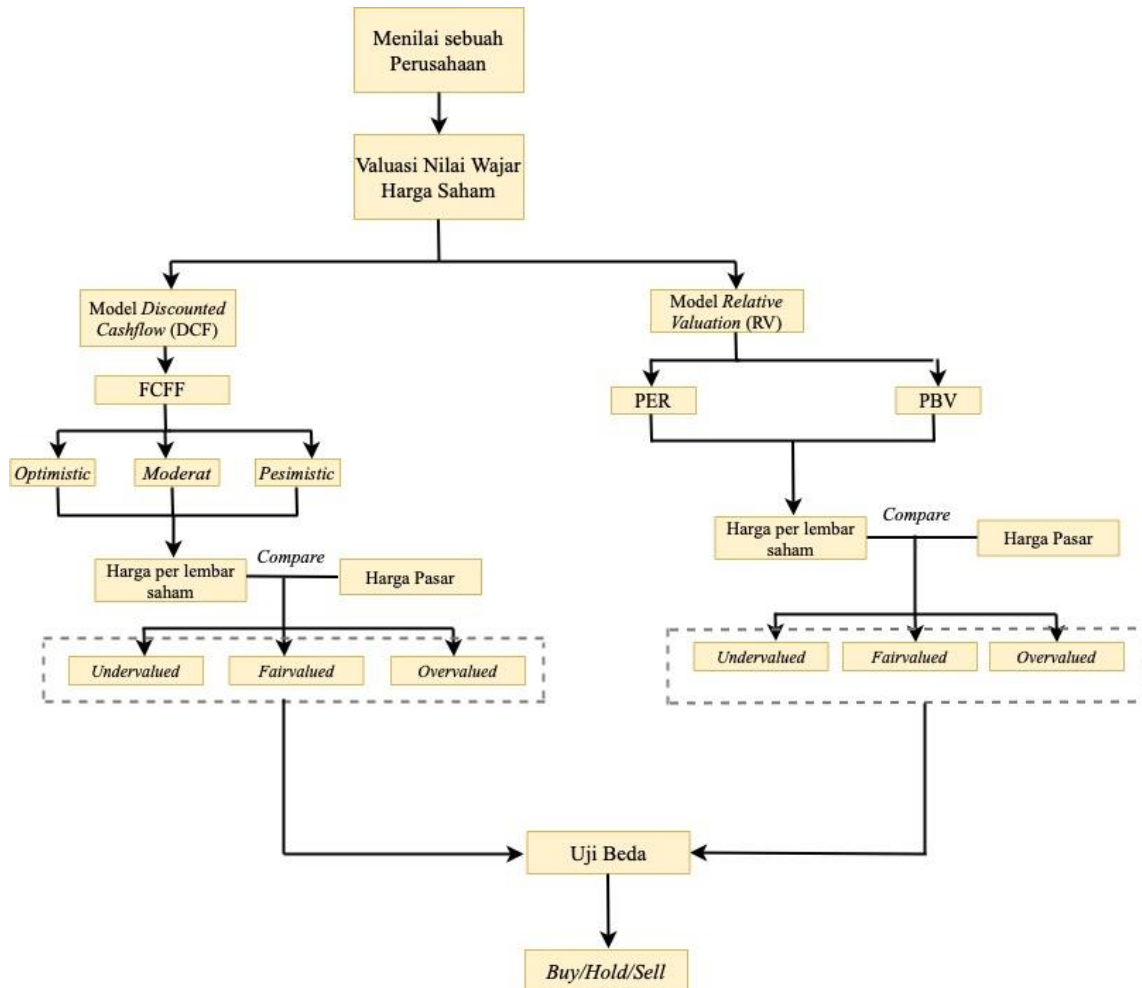 Menilai sebuah
Perusahaan
Valuasi Nilai Wajar
Harga Saham
Model Discounted
Cashflow (DCF)
Model Relative
Valuation (RV)
FCFF
PER
PBV
Optimistic
Moderat
Pesimistic
Harga per lembar
saham
Compare
Harga Pasar
Harga per lembar
saham
Compare
Harga Pasar
Undervalued
Fairvalued
Overvalued
Undervalued
Fairvalued
Overvalued
Uji Beda
Buy/Hold/Sell